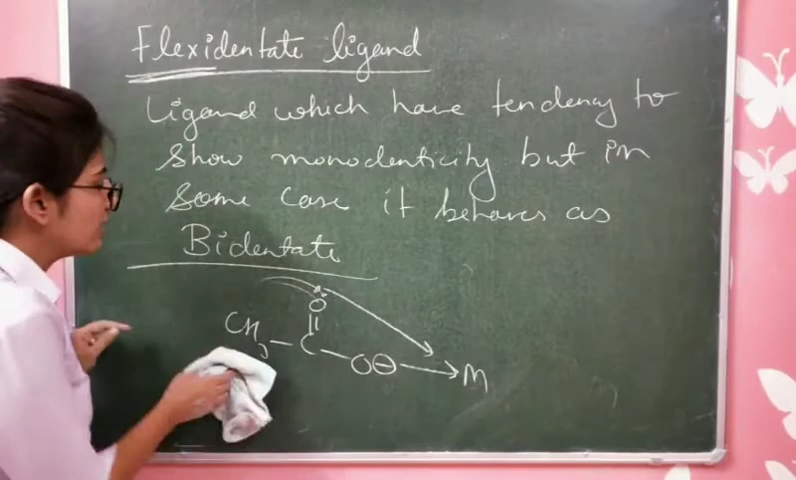 Flexidentate ligand
Ligand which have tendency to
show monodenticity but in
some case it behaves as
Bidentate
O
CH3 - C - O⊖ → M